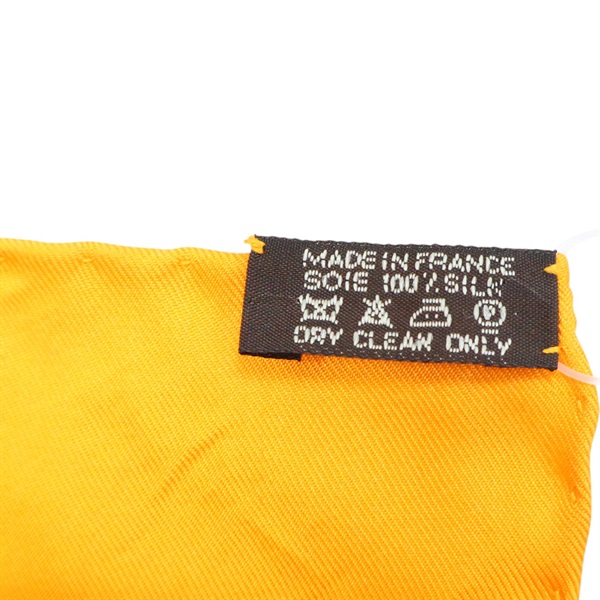 MADE IN FRANCE
SOIE 100% SILK
P
DRY CLEAN ONLY